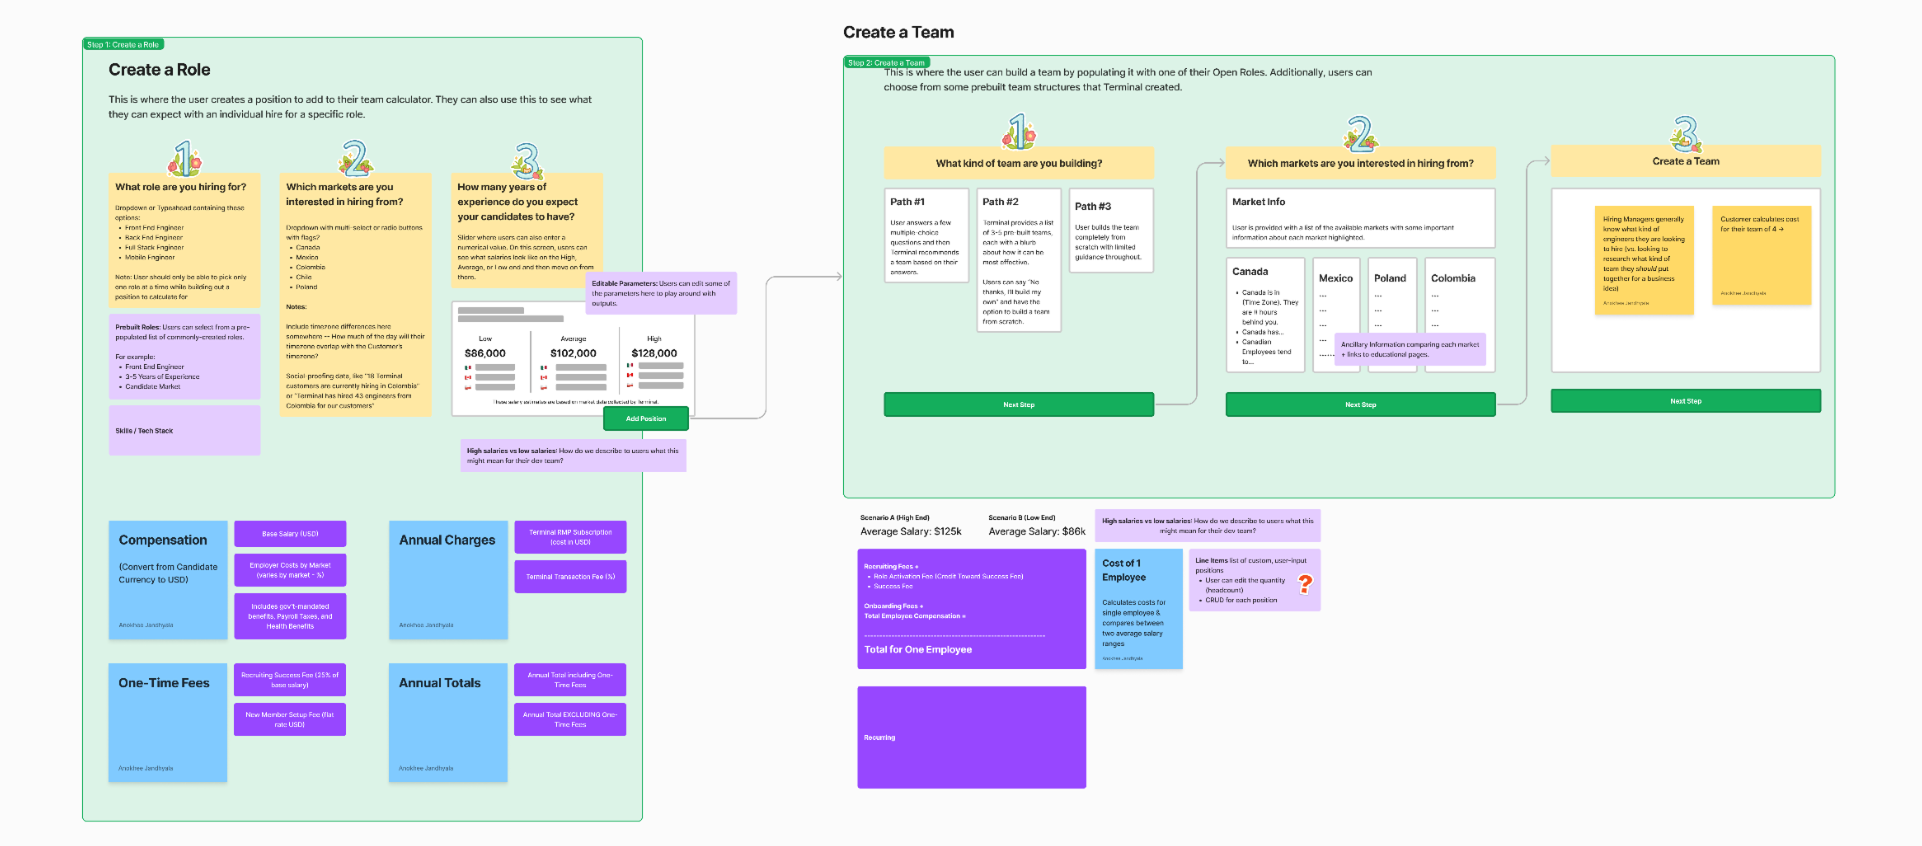 Step 1: Create a Role
Create a Role
This is where the user creates a position to add to their team calculator. They can also use this to see what
they can expect with an individual hire for a specific role.
1
What role are you hiring for?
Dropdown or Typeahead containing these
options:
• Front End Engineer
• Back End Engineer
• Full Stack Engineer
• Mobile Engineer
Note: User should only be able to pick only
one role at a time while building out a
position to calculate for
Prebuilt Roles: Users can select from a pre-
populated list of commonly-created roles.
For example:
• Front End Engineer
• 3-5 Years of Experience
• Candidate Market
Skills / Tech Stack
2
Which markets are you
interested in hiring from?
Dropdown with multi-select or radio buttons
with flags?
• Canada
• Mexico
• Colombia
• Chile
• Poland
Notes:
Include timezone differences here
somewhere -- How much of the day will their
timezone overlap with the Customer's
timezone?
Social-proofing data, like "18 Terminal
customers are currently hiring in Colombia"
or "Terminal has hired 43 engineers from
Colombia for our customers"
3
How many years of
experience do you expect
your candidates to have?
Slider where users can also enter a
numerical value. On this screen, users can
see what salaries look like on the High,
Average, or Low end and then move on from
there.
Editable Parameters: Users can edit some of
the parameters here to play around with
outputs.
Low
$86,000
Average
$102,000
High
$128,000
These salary estimates are based on market data collected by Terminal.
Add Position
High salaries vs low salaries! How do we describe to users what this
might mean for their dev team?
Compensation
(Convert from Candidate
Currency to USD)
Anokhee Jandhyala
Base Salary (USD)
Employer Costs by Market
(varies by market - %)
Includes gov't-mandated
benefits, Payroll Taxes, and
Health Benefits
Annual Charges
Anokhee Jandhyala
Terminal RMP Subscription
(cost in USD)
Terminal Transaction Fee (%)
One-Time Fees
Anokhee Jandhyala
Recruiting Success Fee (25% of
base salary)
New Member Setup Fee (flat
rate USD)
Annual Totals
Anokhee Jandhyala
Annual Total including One-
Time Fees
Annual Total EXCLUDING One-
Time Fees
Create a Team
Step 2: Create a Team
This is where the user can build a team by populating it with one of their Open Roles. Additionally, users can
choose from some prebuilt team structures that Terminal created.
1
What kind of team are you building?
Path #1
User answers a few
multiple-choice
questions and then
Terminal recommends
a team based on their
answers.
Path #2
Terminal provides a list
of 3-5 pre-built teams,
each with a blurb
about how it can be
most effective.
Users can say "No
thanks, I'll build my
own" and have the
option to build a team
from scratch.
Path #3
User builds the team
completely from
scratch with limited
guidance throughout.
Next Step
2
Which markets are you interested in hiring from?
Market Info
User is provided with a list of the available markets with some important
information about each market highlighted.
Canada
• Canada is in
(Time Zone). They
are # hours
behind you.
• Canada has...
• Canadian
Employees tend
to...
Mexico
...
...
...
...
......
Poland
...
...
...
Colombia
...
...
...
Ancillary Information comparing each market
+ links to educational pages.
Next Step
3
Create a Team
Hiring Managers generally
know what kind of
engineers they are looking
to hire (vs. looking to
research what kind of
team they should put
together for a business
idea)
Anokhee Jandhyala
Customer calculates cost
for their team of 4 →
Anokhee Jandhyala
Next Step
Scenario A (High End)
Average Salary: $125k
Scenario B (Low End)
Average Salary: $86k
High salaries vs low salaries! How do we describe to users what this
might mean for their dev team?
Recruiting Fees +
• Role Activation Fee (Credit Toward Success Fee)
• Success Fee
Onboarding Fees +
Total Employee Compensation +
Total for One Employee
Cost of 1
Employee
Calculates costs for
single employee &
compares between
two average salary
ranges
Anokhee Jandhyala
Line Items list of custom, user-input
positions
• User can edit the quantity
(headcount)
• CRUD for each position
?
Recurring